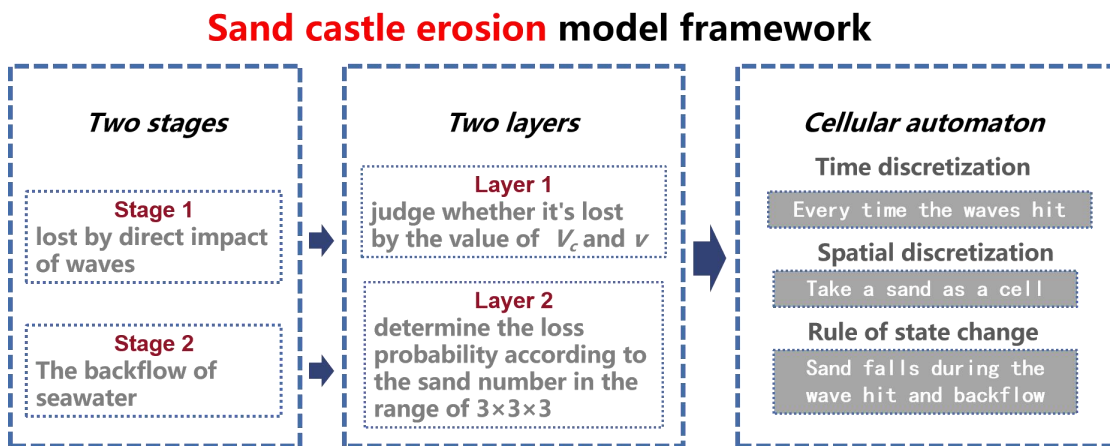 Sand castle erosion model framework
Two stages
Stage 1
lost by direct impact
of waves
Stage 2
The backflow of
seawater
Two layers
Layer 1
judge whether it's lost
by the value of V_c and v
Layer 2
determine the loss
probability according to
the sand number in the
range of 3×3×3
Cellular automaton
Time discretization
Every time the waves hit
Spatial discretization
Take a sand as a cell
Rule of state change
Sand falls during the
wave hit and backflow